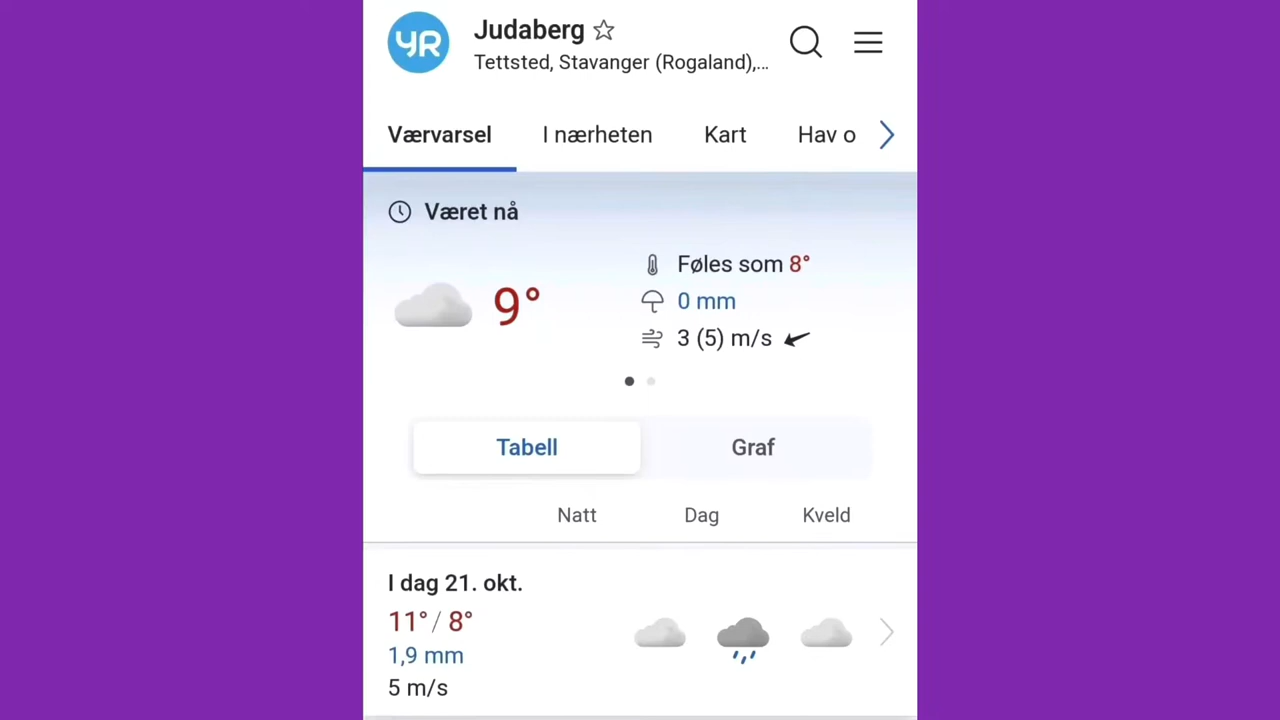 YR
Judaberg
Tettsted, Stavanger (Rogaland),...
Værvarsel I nærheten Kart Hav o
Været nå
9°
Føles som 8°
0 mm
3 (5) m/s
Tabell Graf
Natt Dag Kveld
I dag 21. okt.
11° / 8°
1,9 mm
5 m/s